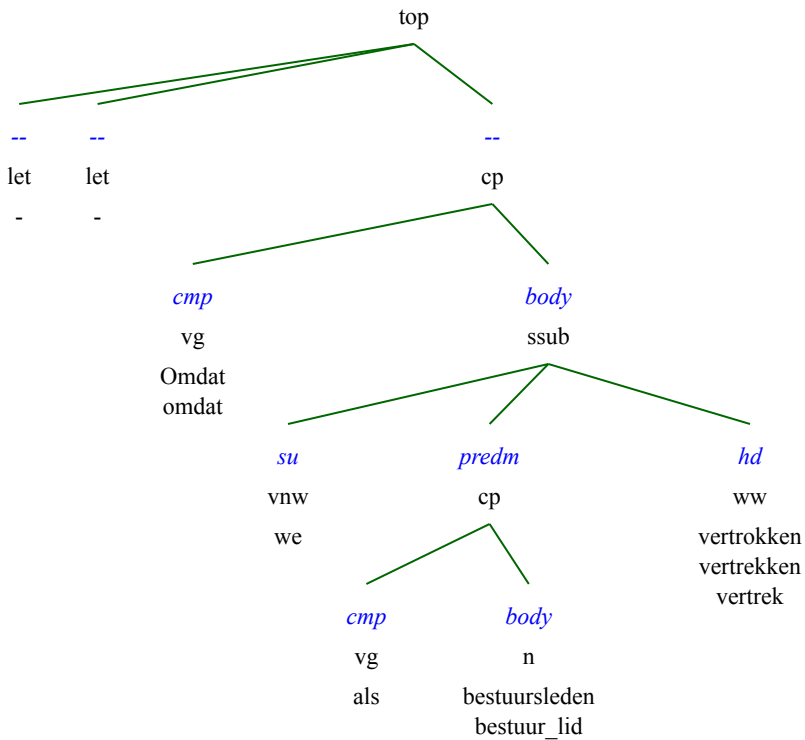 top
-- -- --
let let cp
- -
cmp body
vg ssub
Omdat
omdat
su predm hd
vnw cp ww
we vertrokken
vertrekken
vertrek
cmp body
vg n
als bestuursleden
bestuur_lid